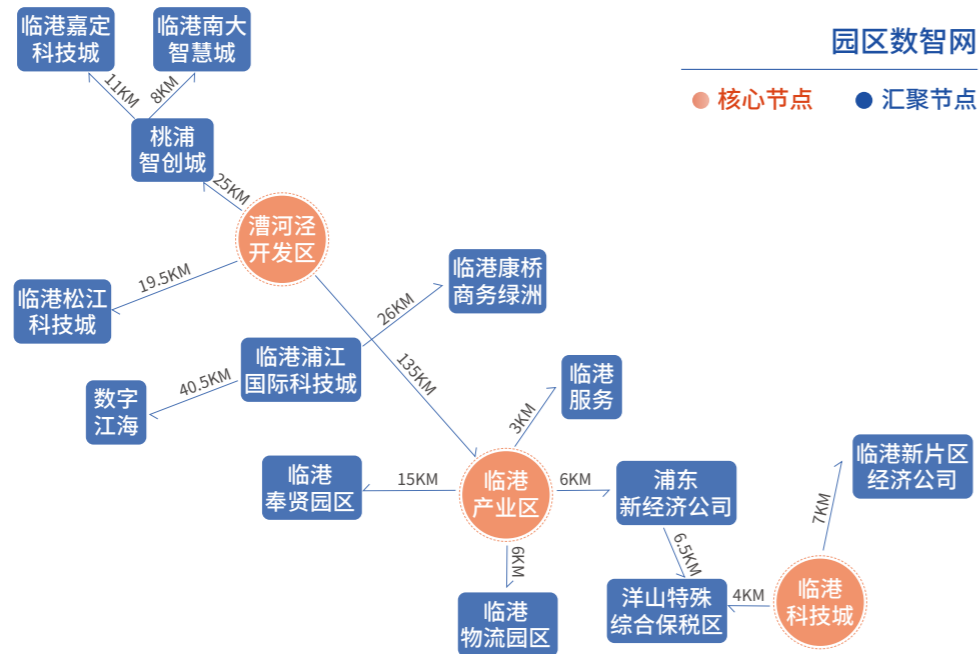 园区数智网
核心节点
汇聚节点
临港嘉定
科技城
临港南大
智慧城
11KM
8KM
桃浦
智创城
25KM
漕河泾
开发区
19.5KM
临港松江
科技城
26KM
临港康桥
商务绿洲
临港浦江
国际科技城
135KM
40.5KM
数字
江海
临港
服务
3KM
临港
奉贤园区
15KM
临港
产业区
6KM
浦东
新经济公司
临港新片区
经济公司
7KM
6KM
6.5KM
临港
物流园区
洋山特殊
综合保税区
4KM
临港
科技城